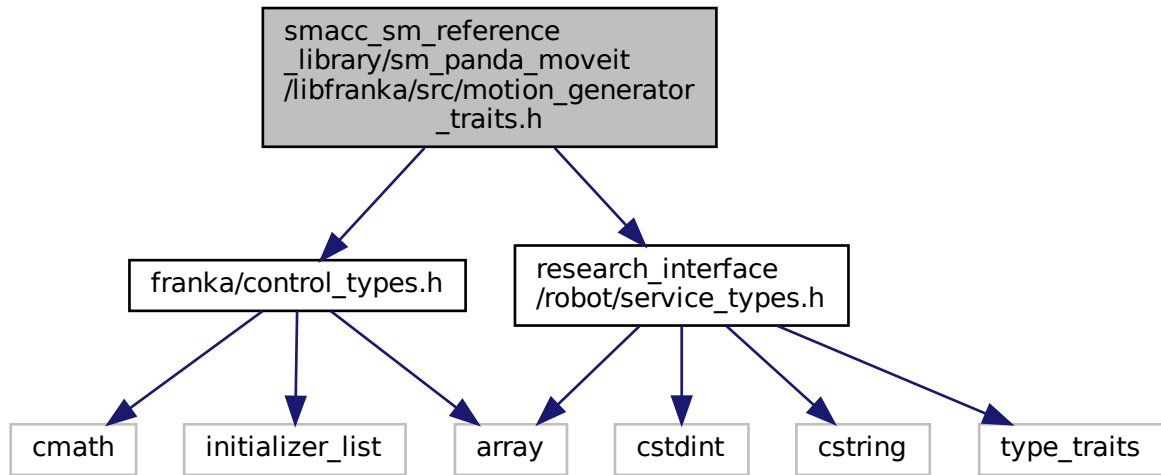 smacc_sm_reference
_library/sm_panda_moveit
/libfranka/src/motion_generator
_traits.h
franka/control_types.h
research_interface
/robot/service_types.h
cmath
initializer_list
array
cstdint
cstring
type_traits